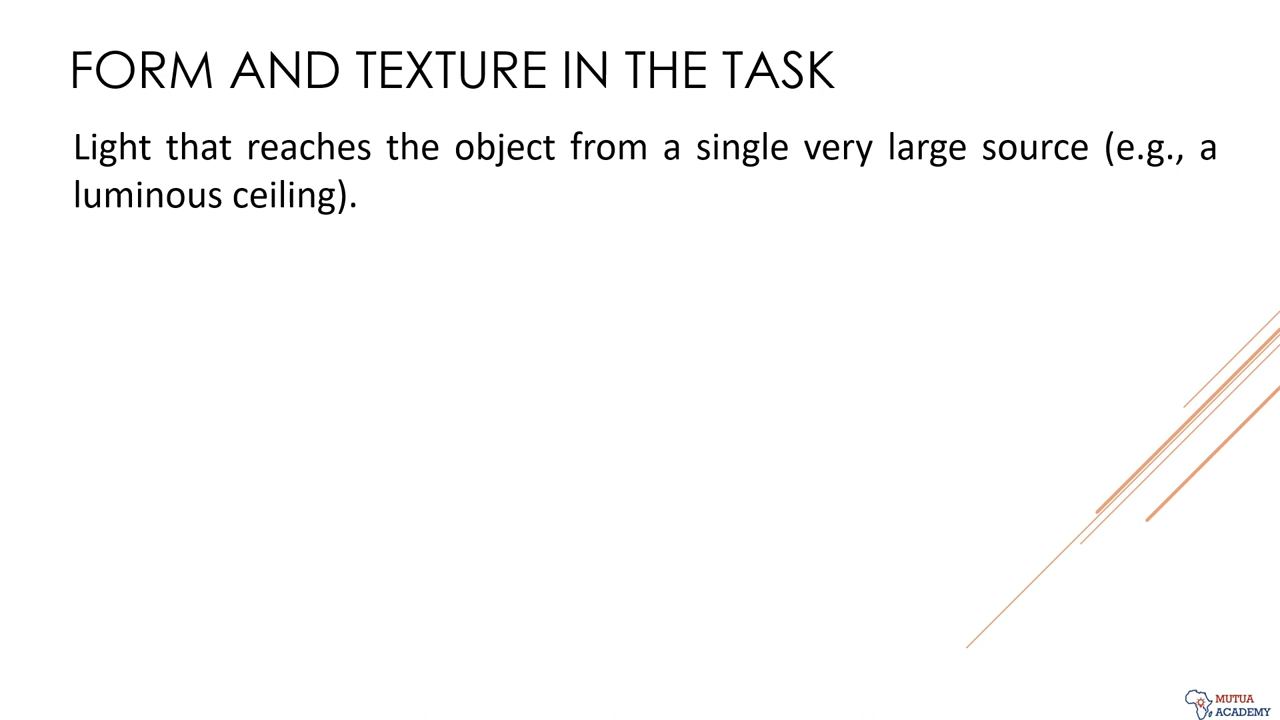 FORM AND TEXTURE IN THE TASK
Light that reaches the object from a single very large source (e.g., a
luminous ceiling).
MUTUA
ACADEMY